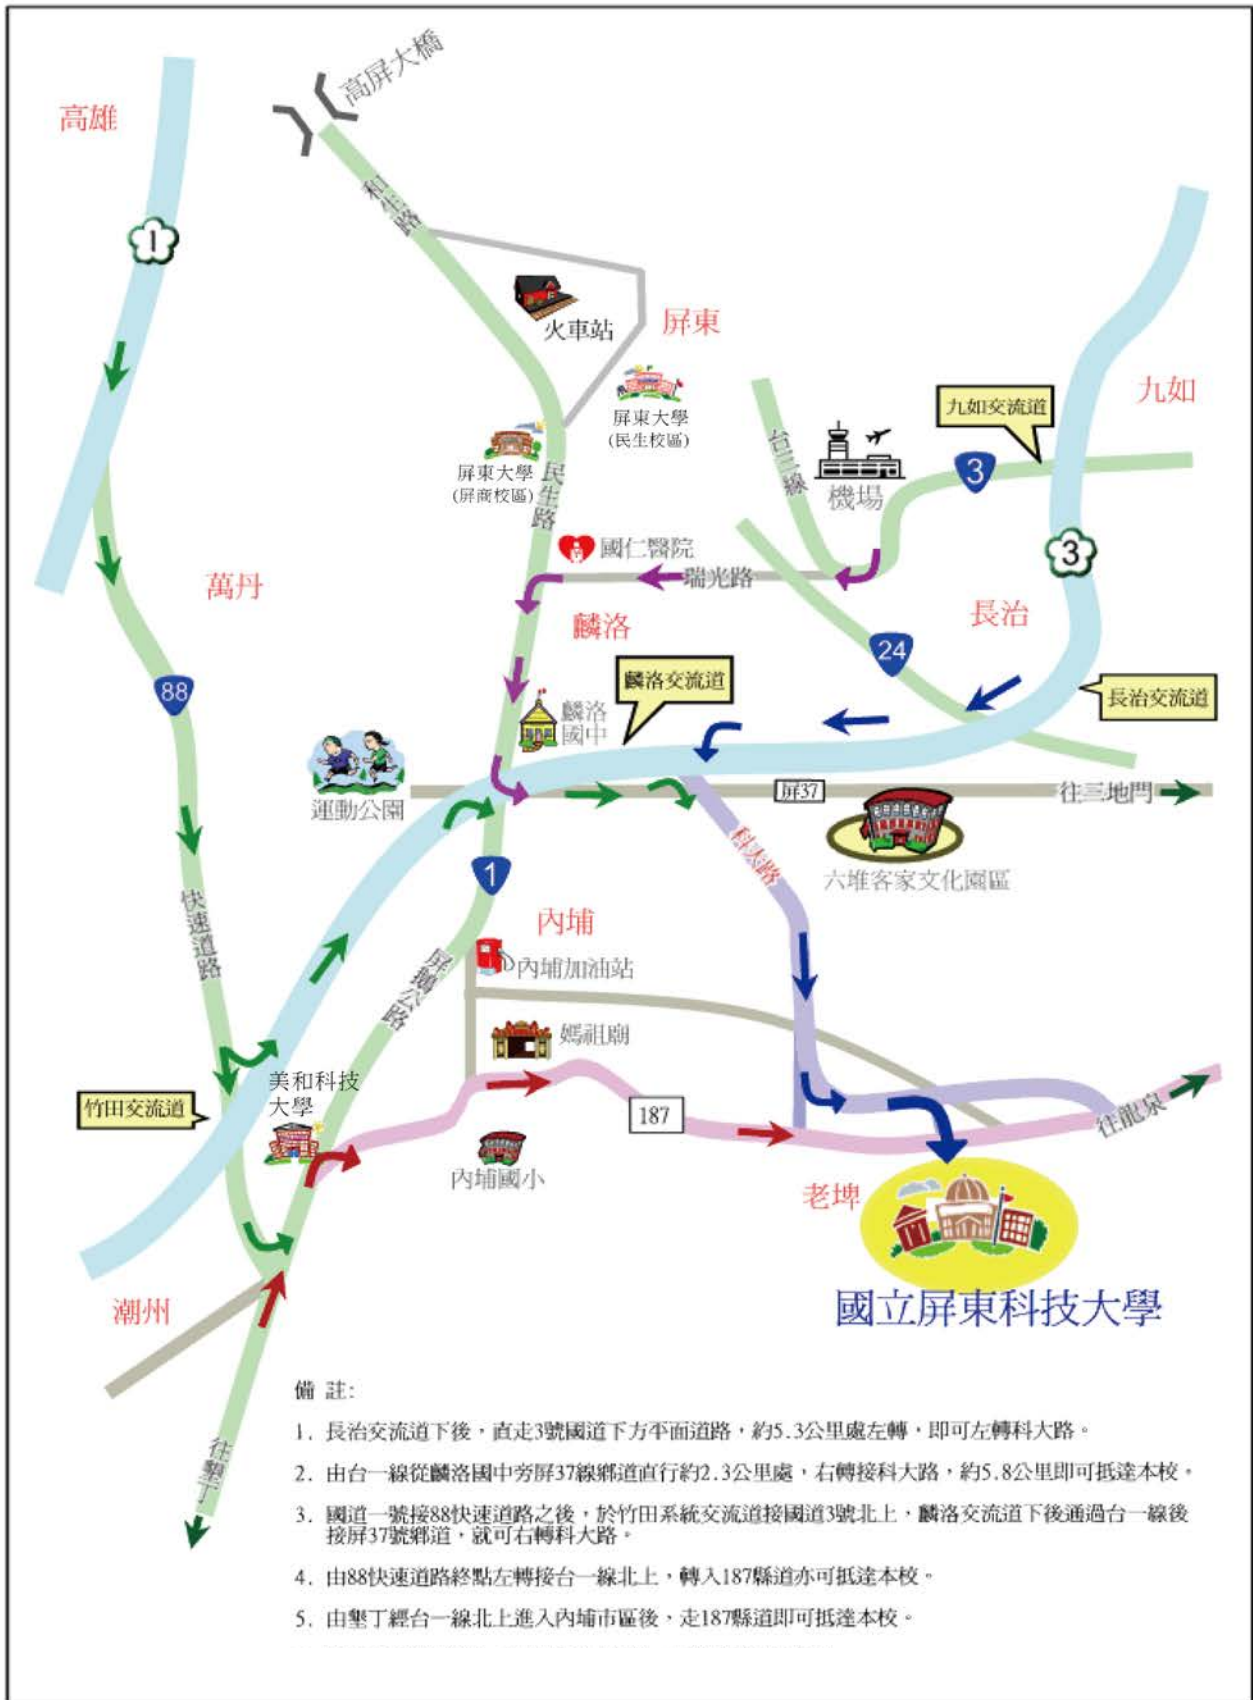 高屏大橋
高雄
1
和生路
火車站
屏東
九如
九如交流道
屏東大學
(民生校區)
屏東大學
(屏商校區)
民生路
台三線
機場
3
3
國仁醫院
瑞光路
萬丹
麟洛
長治
24
88
麟洛交流道
長治交流道
麟洛
國中
運動公園
屏37
往三地門
科大路
六堆客家文化園區
1
快速道路
內埔
屏鵝公路
內埔加油站
媽祖廟
美和科技
大學
竹田交流道
187
往龍泉
內埔國小
老埤
國立屏東科技大學
潮州
往墾丁
備 註:
1. 長治交流道下後，直走3號國道下方平面道路，約5.3公里處左轉，即可左轉科大路。
2. 由台一線從麟洛國中旁屏37線鄉道直行約2.3公里處，右轉接科大路，約5.8公里即可抵達本校。
3. 國道一號接88快速道路之後，於竹田系統交流道接國道3號北上，麟洛交流道下後通過台一線後
接屏37號鄉道，就可右轉科大路。
4. 由88快速道路終點左轉接台一線北上，轉入187縣道亦可抵達本校。
5. 由墾丁經台一線北上進入內埔市區後、走187縣道即可抵達本校。